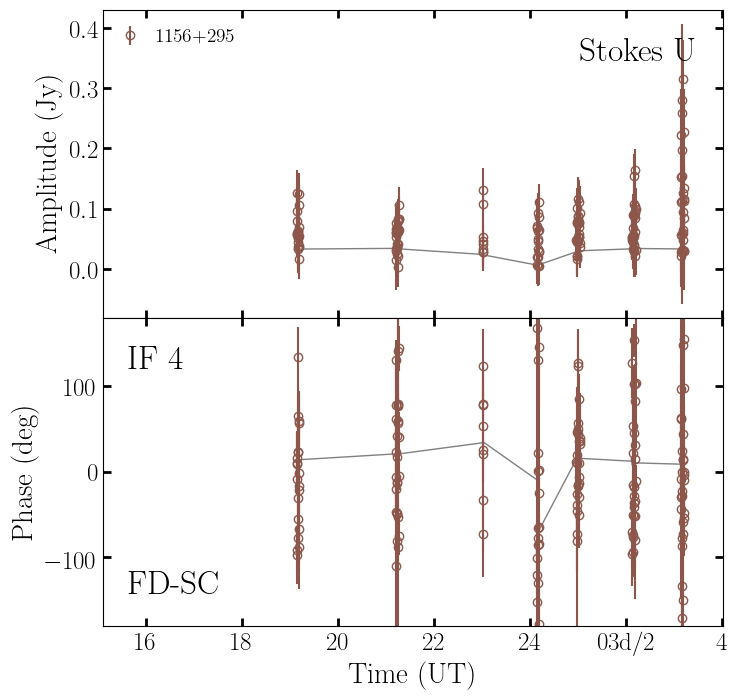 0.4
1156+295
Stokes U
0.3
0.2
0.1
0.0
Amplitude (Jy)
IF 4
100
0
−100
Phase (deg)
FD-SC
16 18 20 22 24 03d/2 4
Time (UT)